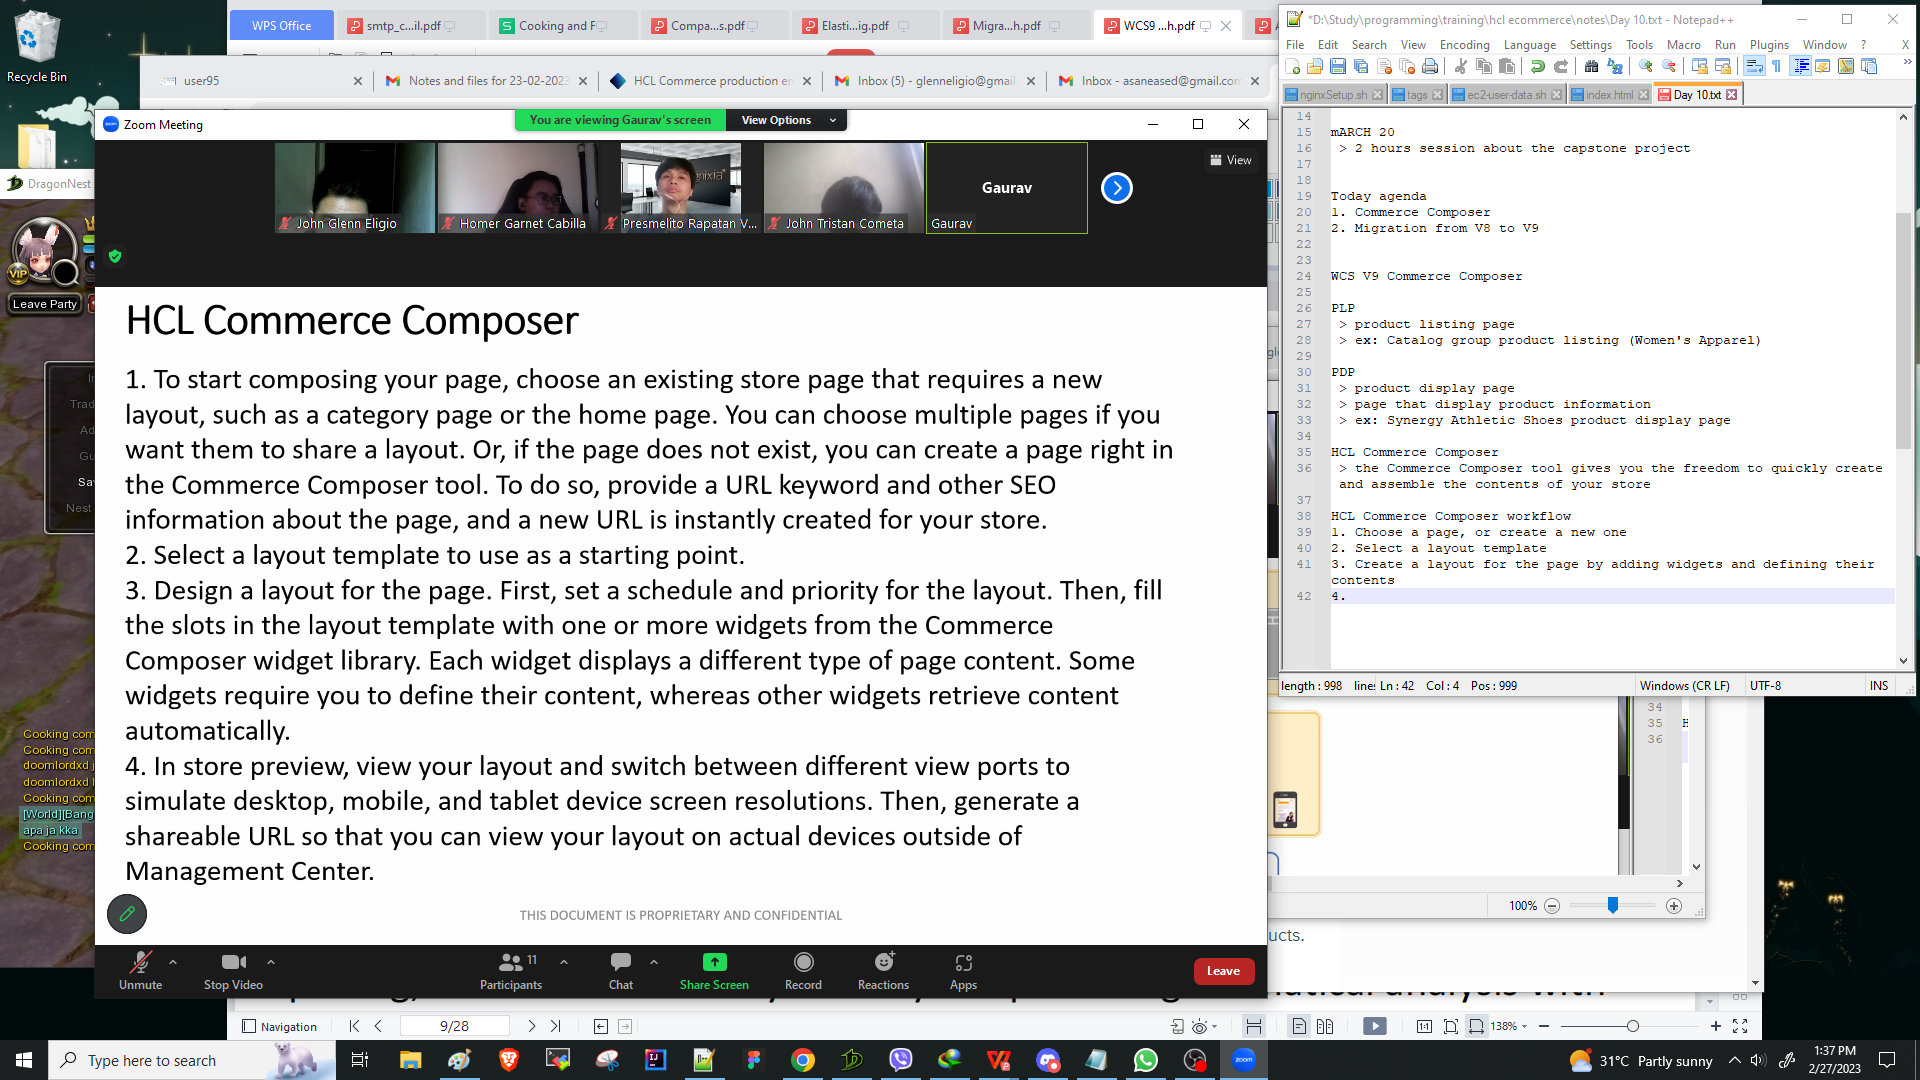 Recycle Bin
WPS Office
smtp_c...il.pdf
Cooking and F
Compa...s.pdf
Elasti...ig.pdf
Migra...h.pdf
WCS9 ...h.pdf
user95
Notes and files for 23-02-2023
HCL Commerce production en
Inbox (5) - glenneligio@gmail.
Inbox - asaneased@gmail.com
Zoom Meeting
You are viewing Gaurav's screen
View Options
View
John Glenn Eligio
Homer Garnet Cabilla
Presmelito Rapatan V...
John Tristan Cometa
Gaurav
Gaurav
DragonNest
VIP
Leave Party
HCL Commerce Composer
1. To start composing your page, choose an existing store page that requires a new
layout, such as a category page or the home page. You can choose multiple pages if you
want them to share a layout. Or, if the page does not exist, you can create a page right in
the Commerce Composer tool. To do so, provide a URL keyword and other SEO
information about the page, and a new URL is instantly created for your store.
2. Select a layout template to use as a starting point.
3. Design a layout for the page. First, set a schedule and priority for the layout. Then, fill
the slots in the layout template with one or more widgets from the Commerce
Composer widget library. Each widget displays a different type of page content. Some
widgets require you to define their content, whereas other widgets retrieve content
automatically.
4. In store preview, view your layout and switch between different view ports to
simulate desktop, mobile, and tablet device screen resolutions. Then, generate a
shareable URL so that you can view your layout on actual devices outside of
Management Center.
THIS DOCUMENT IS PROPRIETARY AND CONFIDENTIAL
Cooking com
Cooking com
doomlordxd
doomlordxd
Cooking com
[World][Bang
apa ja kka
Cooking com
Unmute
Stop Video
11
Participants
Chat
Share Screen
Record
Reactions
Apps
Leave
*D:\Study\programming\training\hcl ecommerce\notes\Day 10.txt - Notepad++
File Edit Search View Encoding Language Settings Tools Macro Run Plugins Window ? X
nginxSetup.sh
tags
ec2-user-data.sh
index.html
Day 10.txt
14
15 mARCH 20
16 > 2 hours session about the capstone project
17
18
19 Today agenda
20 1. Commerce Composer
21 2. Migration from V8 to V9
22
23
24 WCS V9 Commerce Composer
25
26 PLP
27 > product listing page
28 > ex: Catalog group product listing (Women's Apparel)
29
30 PDP
31 > product display page
32 > page that display product information
33 > ex: Synergy Athletic Shoes product display page
34
35 HCL Commerce Composer
36 > the Commerce Composer tool gives you the freedom to quickly create
and assemble the contents of your store
37
38 HCL Commerce Composer workflow
39 1. Choose a page, or create a new one
40 2. Select a layout template
41 3. Create a layout for the page by adding widgets and defining their
contents
42 4.
length : 998 line: Ln : 42 Col : 4 Pos : 999
Windows (CR LF)
UTF-8
INS
34
35 H
36
100%
ucts.
Navigation
9/28
138%
Type here to search
31°C Partly sunny
1:37 PM
2/27/2023